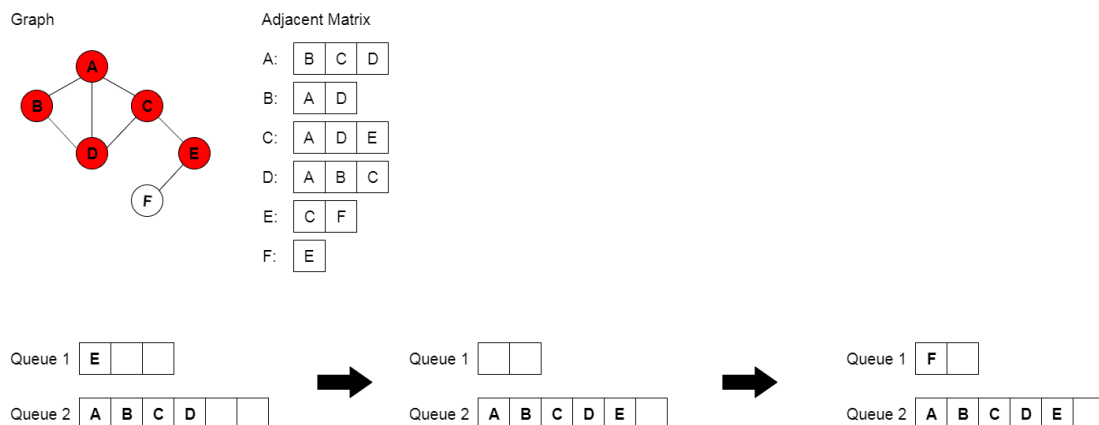 Graph
Adjacent Matrix
A
B
C
D
E
F
A: B C D
B: A D
C: A D E
D: A B C
E: C F
F: E
Queue 1 E
Queue 2 A B C D
Queue 1
Queue 2 A B C D E
Queue 1 F
Queue 2 A B C D E